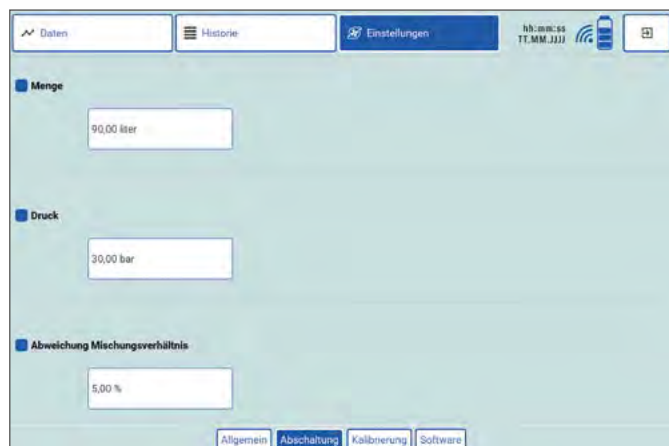 Daten Historie Einstellungen hh:mm:ss
TT.MM.JJJJ
Menge
90,00 liter
Druck
30,00 bar
Abweichung Mischungsverhältnis
5,00 %
Allgemein Abschaltung Kalibrierung Software